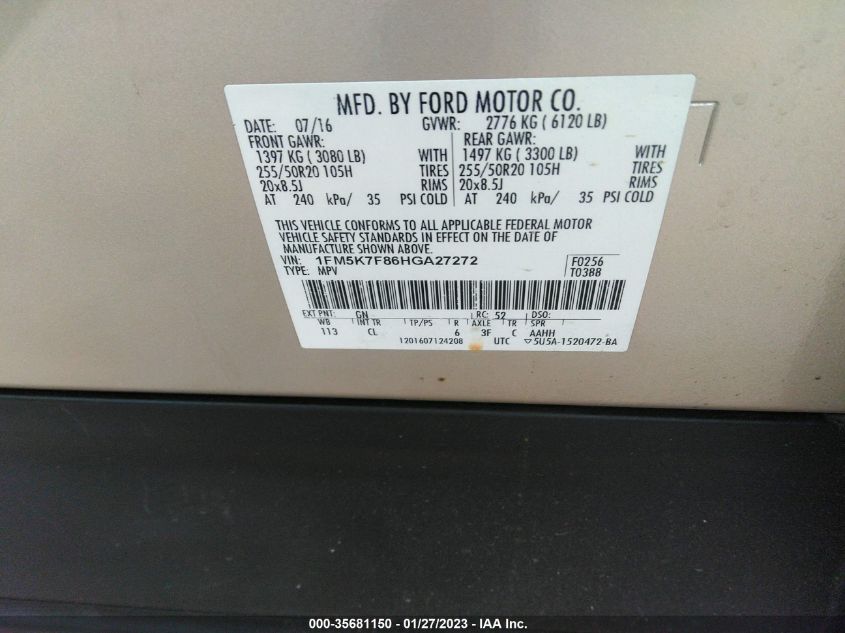 MFD. BY FORD MOTOR CO.
DATE: 07/16 GVWR: 2776 KG ( 6120 LB)
FRONT GAWR: REAR GAWR:
1397 KG ( 3080 LB) WITH 1497 KG ( 3300 LB) WITH
255/50R20 105H TIRES 255/50R20 105H TIRES
20x8.5J RIMS 20x8.5J RIMS
AT 240 kPa/ 35 PSI COLD AT 240 kPa/ 35 PSI COLD
THIS VEHICLE CONFORMS TO ALL APPLICABLE FEDERAL MOTOR
VEHICLE SAFETY STANDARDS IN EFFECT ON THE DATE OF
MANUFACTURE SHOWN ABOVE.
VIN: 1FM5K7F86HGA27272 F0256
TYPE: MPV T0388
EXT PNT: GN RC: 52 DSO:
WB INT TR TP/PS R AXLE TR SPR
113 CL 6 3F C AAHH
1201607124208 UTC ▽5U5A-1520472-BA
000-35681150 - 01/27/2023 - IAA Inc.